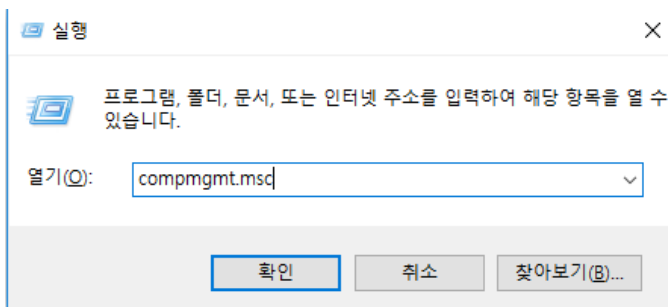 실행
프로그램, 폴더, 문서, 또는 인터넷 주소를 입력하여 해당 항목을 열 수
있습니다.
열기(O): compmgmt.msc
확인 취소 찾아보기(B)...